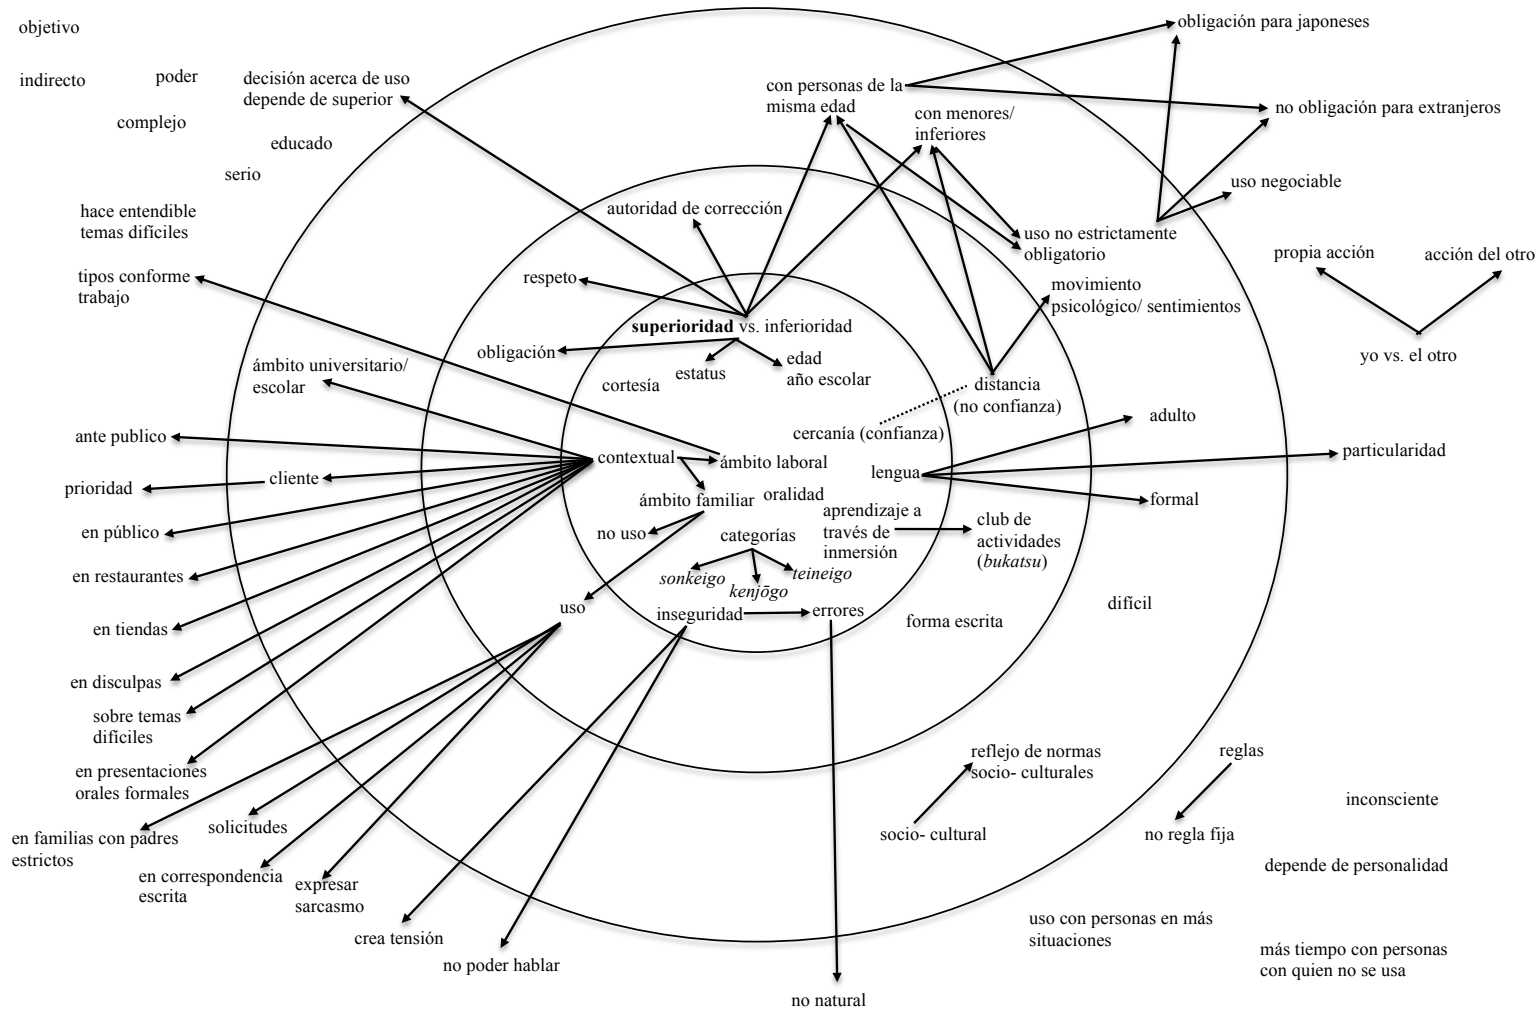 objetivo
obligación para japoneses
indirecto
poder
decisión acerca de uso
depende de superior
con personas de la
misma edad
no obligación para extranjeros
complejo
con menores/
inferiores
educado
serio
uso negociable
hace entendible
temas difíciles
autoridad de corrección
uso no estrictamente
obligatorio
propia acción
acción del otro
tipos conforme
trabajo
respeto
movimiento
psicológico/ sentimientos
superioridad vs. inferioridad
yo vs. el otro
obligación
ámbito universitario/
escolar
estatus
edad
año escolar
cortesía
distancia
(no confianza)
adulto
cercanía (confianza)
ante publico
contextual
ámbito laboral
particularidad
lengua
cliente
prioridad
ámbito familiar
oralidad
formal
aprendizaje a
través de
inmersión
club de
actividades
(bukatsu)
en público
no uso
categorías
en restaurantes
sonkeigo
kenjōgo
teineigo
uso
inseguridad
errores
forma escrita
difícil
en tiendas
en disculpas
sobre temas
difíciles
reflejo de normas
socio- culturales
reglas
en presentaciones
orales formales
inconsciente
solicitudes
socio- cultural
no regla fija
en familias con padres
estrictos
depende de personalidad
en correspondencia
escrita
expresar
sarcasmo
uso con personas en más
situaciones
crea tensión
no poder hablar
más tiempo con personas
con quien no se usa
no natural